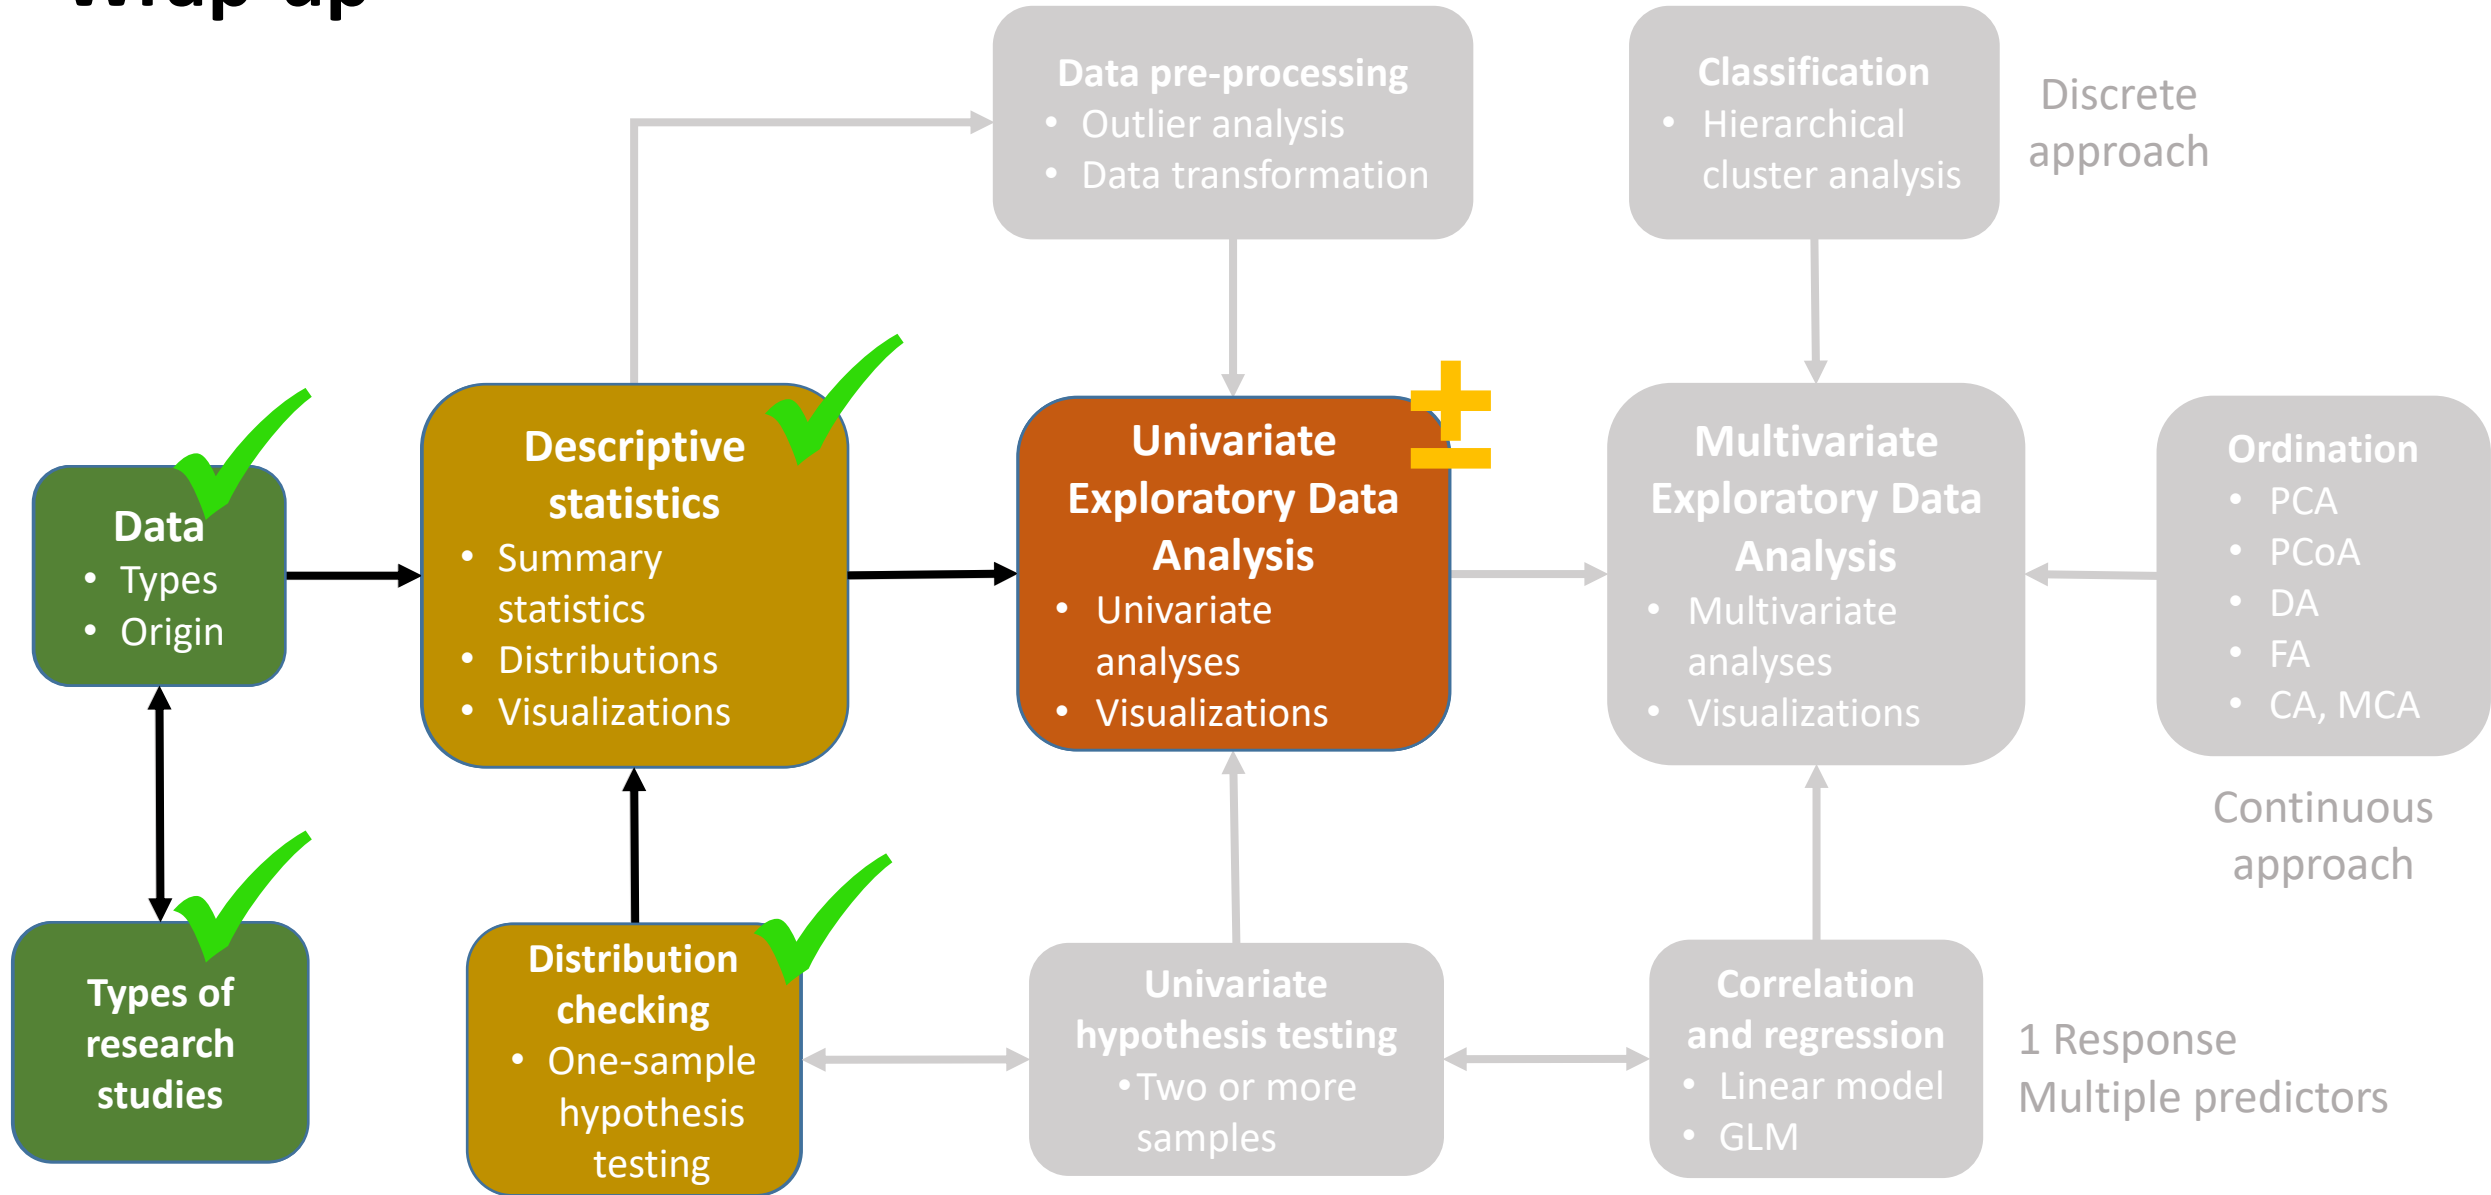 Wrap-up
Data pre-processing
• Outlier analysis
• Data transformation
Classification
• Hierarchical
cluster analysis
Discrete
approach
Data
• Types
• Origin
Descriptive
statistics
• Summary
statistics
• Distributions
• Visualizations
±
Univariate
Exploratory Data
Analysis
• Univariate
analyses
• Visualizations
Multivariate
Exploratory Data
Analysis
• Multivariate
analyses
• Visualizations
Ordination
• PCA
• PCoA
• DA
• FA
• CA, MCA
Continuous
approach
Types of
research
studies
Distribution
checking
• One-sample
hypothesis
testing
Univariate
hypothesis testing
• Two or more
samples
Correlation
and regression
• Linear model
• GLM
1 Response
Multiple predictors